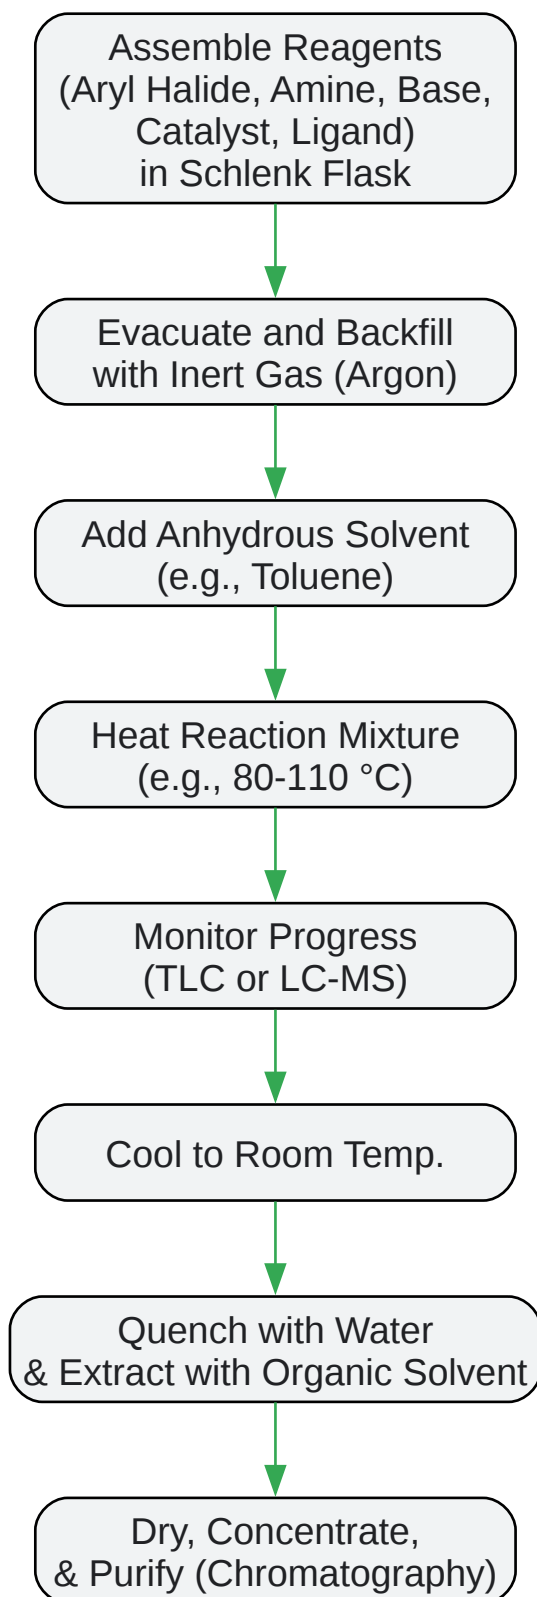 Assemble Reagents
(Aryl Halide, Amine, Base,
Catalyst, Ligand)
in Schlenk Flask
Evacuate and Backfill
with Inert Gas (Argon)
Add Anhydrous Solvent
(e.g., Toluene)
Heat Reaction Mixture
(e.g., 80-110 °C)
Monitor Progress
(TLC or LC-MS)
Cool to Room Temp.
Quench with Water
& Extract with Organic Solvent
Dry, Concentrate,
& Purify (Chromatography)